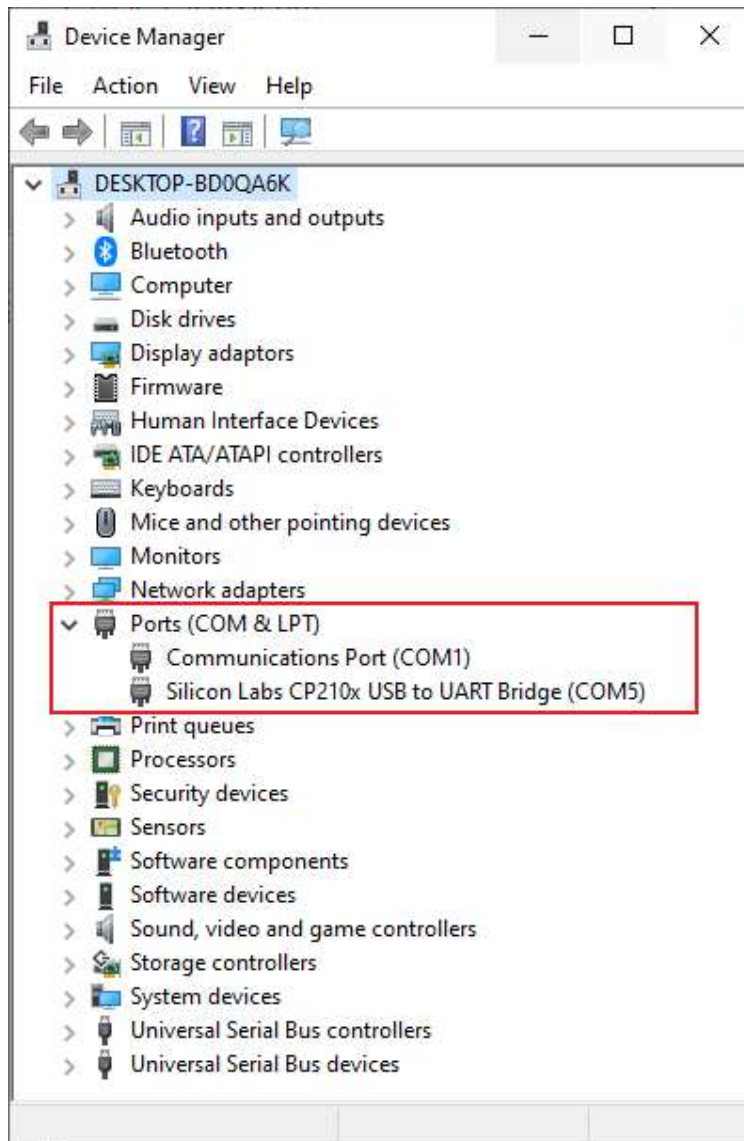 Device Manager
File Action View Help
DESKTOP-BD0QA6K
Audio inputs and outputs
Bluetooth
Computer
Disk drives
Display adaptors
Firmware
Human Interface Devices
IDE ATA/ATAPI controllers
Keyboards
Mice and other pointing devices
Monitors
Network adapters
Ports (COM & LPT)
Communications Port (COM1)
Silicon Labs CP210x USB to UART Bridge (COM5)
Print queues
Processors
Security devices
Sensors
Software components
Software devices
Sound, video and game controllers
Storage controllers
System devices
Universal Serial Bus controllers
Universal Serial Bus devices